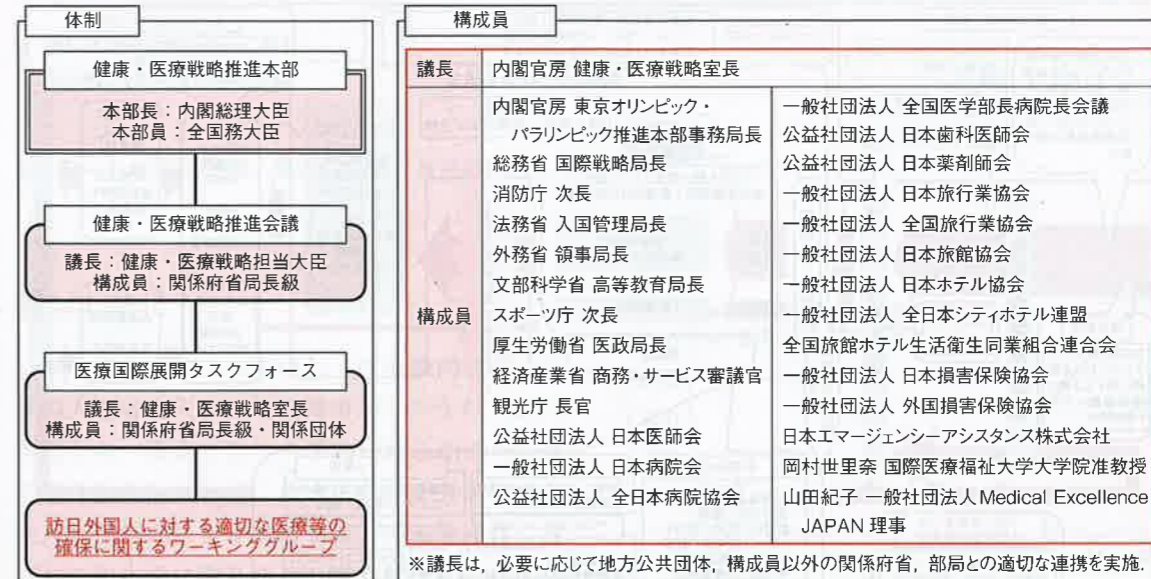 体制
健康・医療戦略推進本部
本部長：内閣総理大臣
本部員：全国務大臣
健康・医療戦略推進会議
議長：健康・医療戦略担当大臣
構成員：関係府省局長級
医療国際展開タスクフォース
議長：健康・医療戦略室長
構成員：関係府省局長級・関係団体
訪日外国人に対する適切な医療等の
確保に関するワーキンググループ
構成員
議長
内閣官房 健康・医療戦略室長
構成員
内閣官房 東京オリンピック・
パラリンピック推進本部事務局長
総務省 国際戦略局長
消防庁 次長
法務省 入国管理局長
外務省 領事局長
文部科学省 高等教育局長
スポーツ庁 次長
厚生労働省 医政局長
経済産業省 商務・サービス審議官
観光庁 長官
公益社団法人 日本医師会
一般社団法人 日本病院会
公益社団法人 全日本病院協会
一般社団法人 全国医学部長病院長会議
公益社団法人 日本歯科医師会
公益社団法人 日本薬剤師会
一般社団法人 日本旅行業協会
一般社団法人 全国旅行業協会
一般社団法人 日本旅館協会
一般社団法人 日本ホテル協会
一般社団法人 全日本シティホテル連盟
全国旅館ホテル生活衛生同業組合連合会
一般社団法人 日本損害保険協会
一般社団法人 外国損害保険協会
日本エマージェンシーアシスタンス株式会社
岡村世里奈 国際医療福祉大学大学院准教授
山田紀子 一般社団法人 Medical Excellence
JAPAN 理事
※議長は，必要に応じて地方公共団体，構成員以外の関係府省，部局との適切な連携を実施．